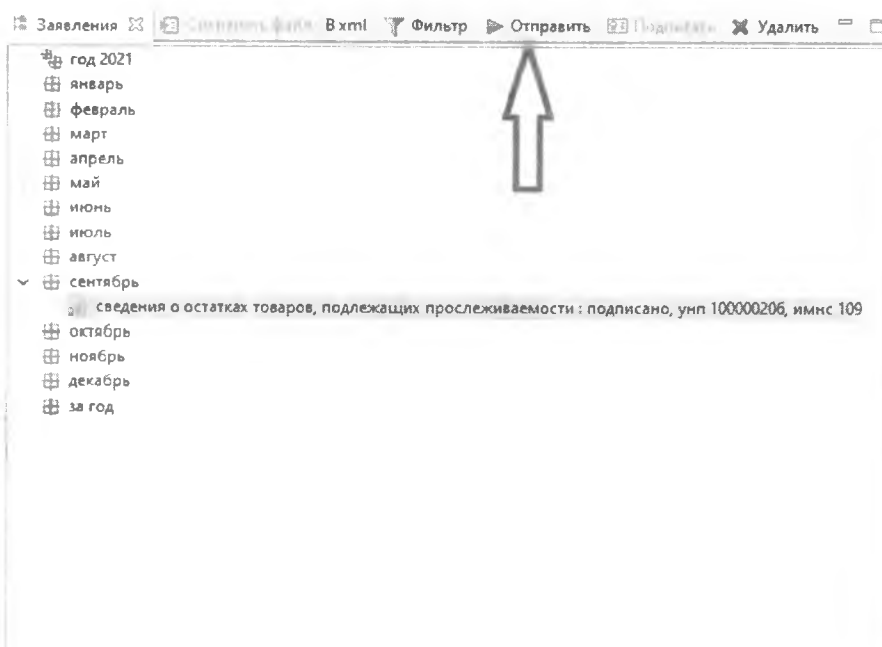 Заявления В xml Фильтр Отправить Удалить
год 2021
январь
февраль
март
апрель
май
июнь
июль
август
сентябрь
сведения о остатках товаров, подлежащих прослеживаемости : подписано, унп 100000206, имнс 109
октябрь
ноябрь
декабрь
за год